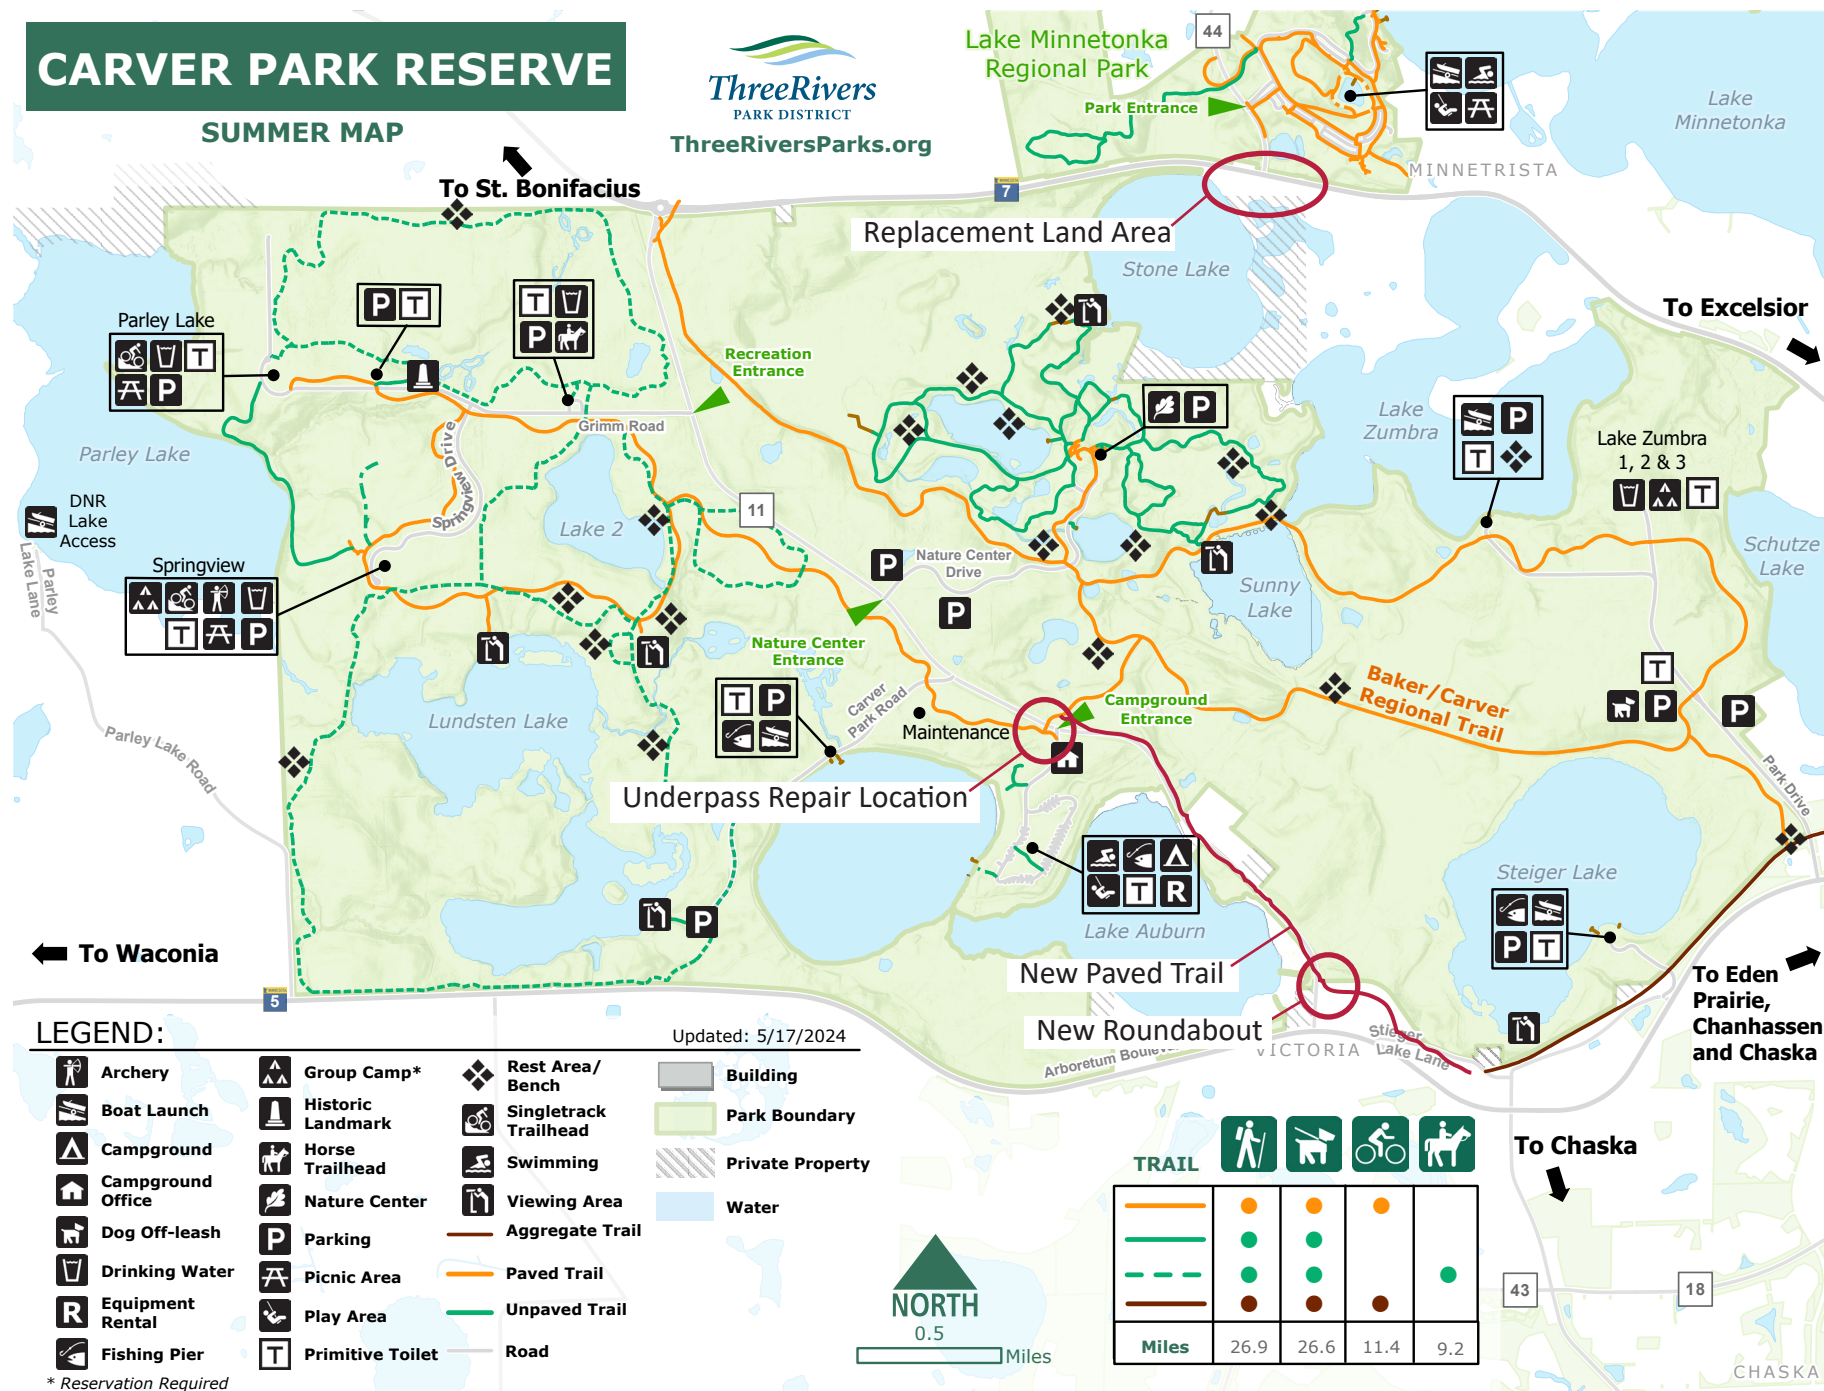 CARVER PARK RESERVE
SUMMER MAP
ThreeRivers
PARK DISTRICT
ThreeRiversParks.org
Lake Minnetonka
Regional Park
44
Park Entrance
Lake
Minnetonka
MINNETRISTA
To St. Bonifacius
7
Replacement Land Area
Stone Lake
To Excelsior
Parley Lake
T
P
P T
T
P
Recreation
Entrance
Grimm Road
Springview Drive
Parley Lake
DNR
Lake
Access
Parley
Lake Lane
Springview
T P
Lake 2
11
P
Nature Center
Drive
P
P
Nature Center
Entrance
Lake
Zumbra
P
T
Lake Zumbra
1, 2 & 3
T
Schutze
Lake
Sunny
Lake
T
P
P
Baker/Carver
Regional Trail
Park Drive
Campground
Entrance
Carver
Park Road
Maintenance
T P
Lundsten Lake
Parley Lake Road
Underpass Repair Location
T R
Lake Auburn
P
Steiger Lake
P T
New Paved Trail
New Roundabout
To Waconia
5
To Eden
Prairie,
Chanhassen
and Chaska
Stieger
Lake Lane
VICTORIA
Arboretum Boulev
LEGEND:
Updated: 5/17/2024
Archery
Boat Launch
Campground
Campground
Office
Dog Off-leash
Drinking Water
R Equipment
Rental
Fishing Pier
* Reservation Required
Group Camp*
Historic
Landmark
Horse
Trailhead
Nature Center
P Parking
Picnic Area
Play Area
T Primitive Toilet
Rest Area/
Bench
Singletrack
Trailhead
Swimming
Viewing Area
Aggregate Trail
Paved Trail
Unpaved Trail
Road
Building
Park Boundary
Private Property
Water
NORTH
0.5
Miles
TRAIL
Miles 26.9 26.6 11.4 9.2
To Chaska
43
18
CHASKA